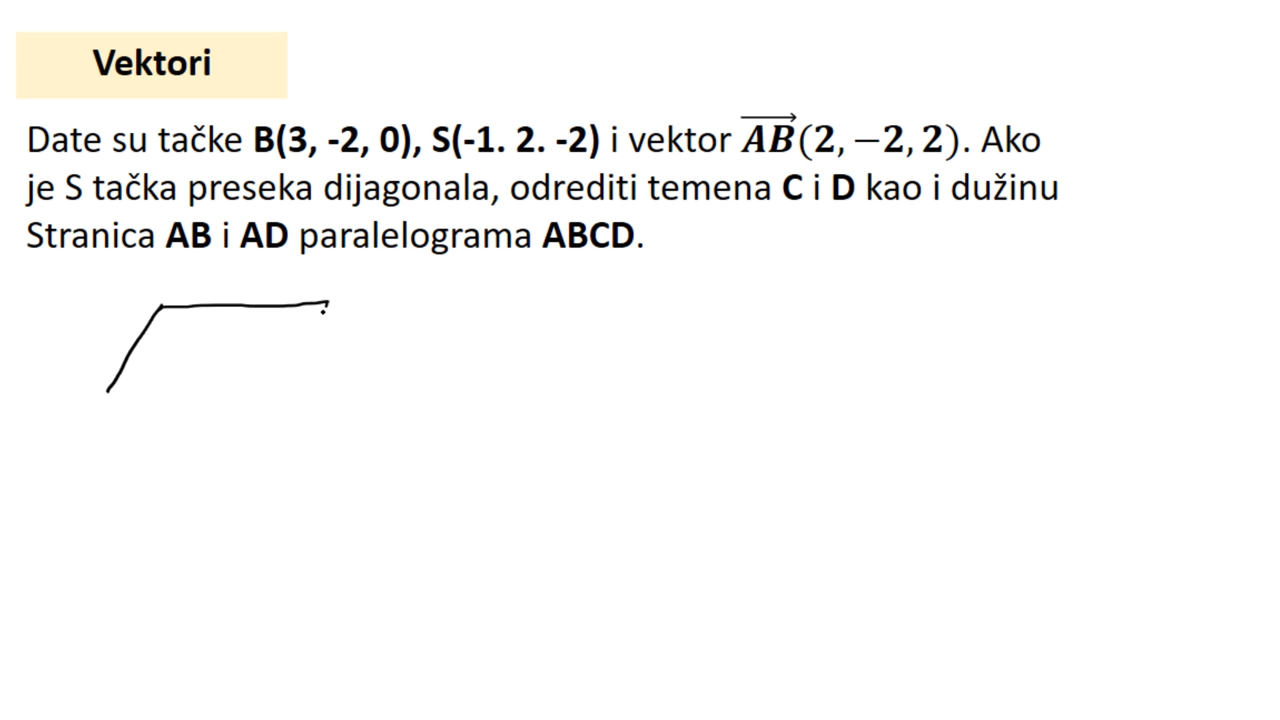 Vektori
Date su tačke B(3, -2, 0), S(-1. 2. -2) i vektor \overrightarrow{AB}(2, −2, 2). Ako
je S tačka preseka dijagonala, odrediti temena C i D kao i dužinu
Stranica AB i AD paralelograma ABCD.